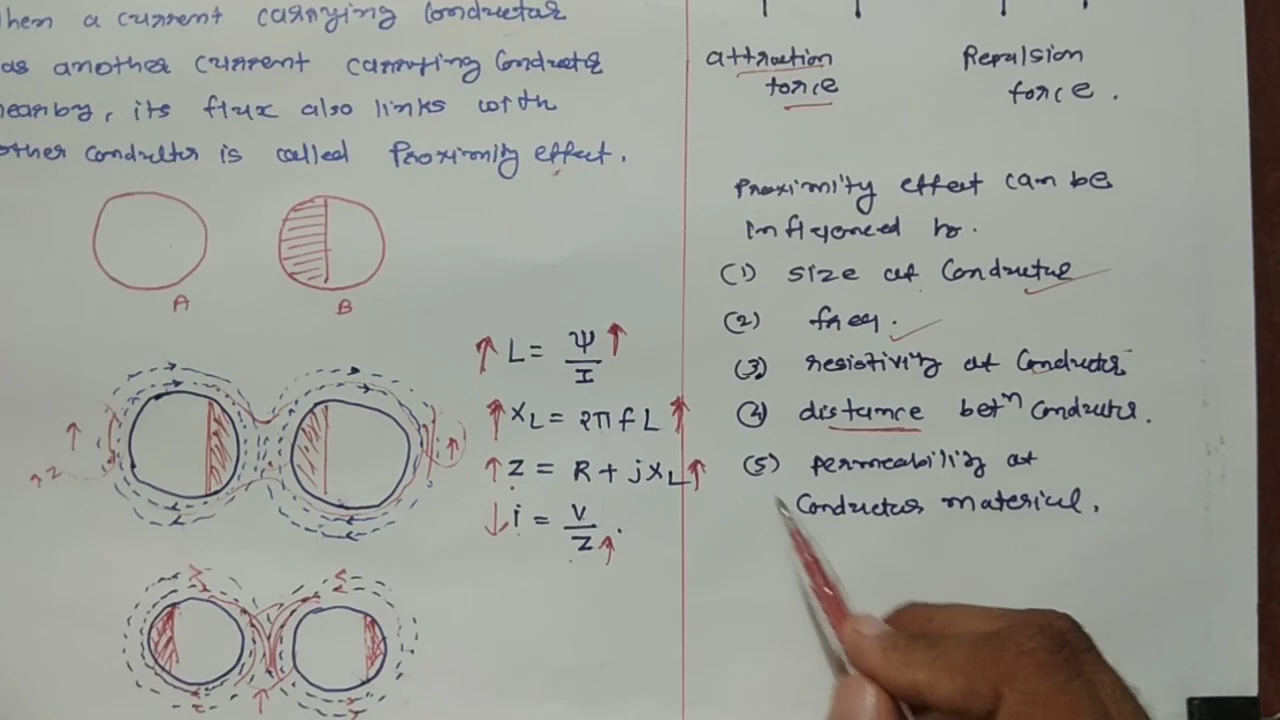 When a current carrying Conductor
has another current carrying Conductor
nearby, its flux also links with
other Conductor is called Proximity effect.
A
B
↑ L = Ψ/I ↑
↑ XL = 2πfL ↑
↑ Z = R + jXL ↑
↓ i = V/Z ↑.
↑
↑
↑Z
↑
attraction
force
Repulsion
force.
Proximity effect can be
influenced by.
(1) size of Conductor
(2) freq.
(3) resistivity of Conductor
(4) distance betⁿ Conductor.
(5) permeability of
Conductor material.